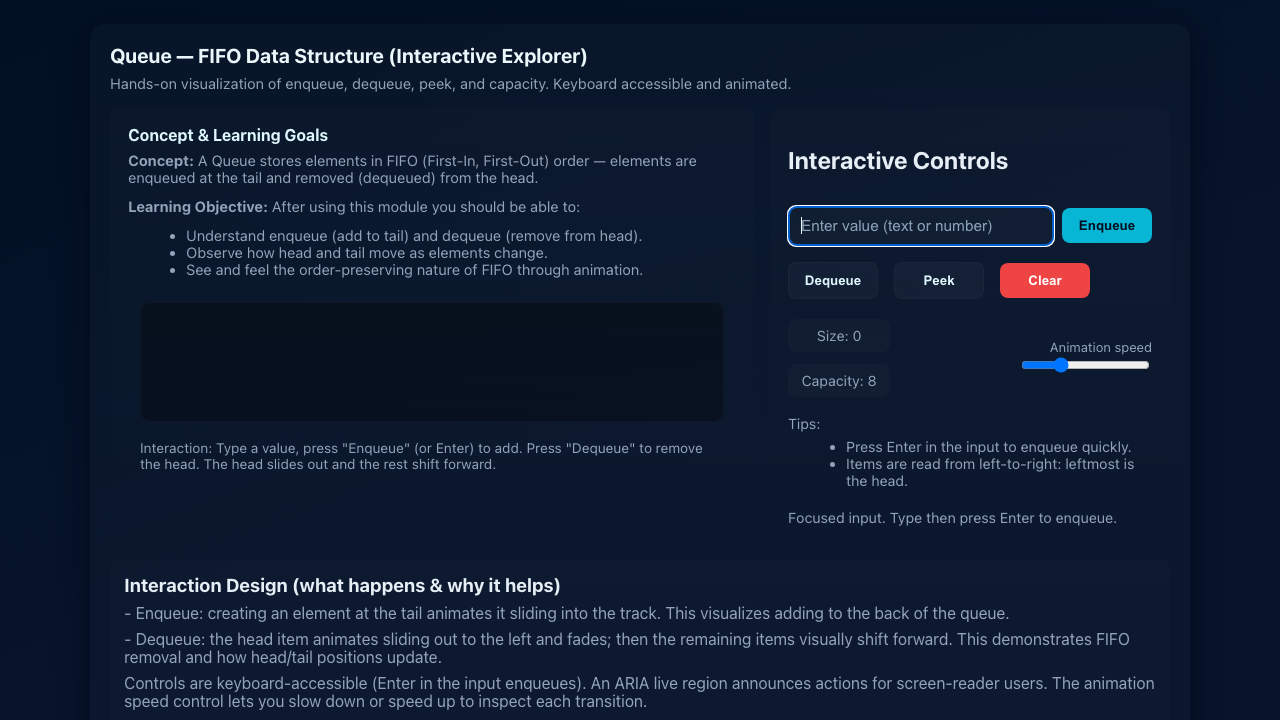 Queue — FIFO Data Structure (Interactive Explorer)
Hands-on visualization of enqueue, dequeue, peek, and capacity. Keyboard accessible and animated.
Concept & Learning Goals
Concept: A Queue stores elements in FIFO (First-In, First-Out) order — elements are
enqueued at the tail and removed (dequeued) from the head.
Learning Objective: After using this module you should be able to:
• Understand enqueue (add to tail) and dequeue (remove from head).
• Observe how head and tail move as elements change.
• See and feel the order-preserving nature of FIFO through animation.
Interaction: Type a value, press "Enqueue" (or Enter) to add. Press "Dequeue" to remove
the head. The head slides out and the rest shift forward.
Interactive Controls
Enter value (text or number)
Enqueue
Dequeue
Peek
Clear
Size: 0
Capacity: 8
Animation speed
Tips:
• Press Enter in the input to enqueue quickly.
• Items are read from left-to-right: leftmost is
the head.
Focused input. Type then press Enter to enqueue.
Interaction Design (what happens & why it helps)
- Enqueue: creating an element at the tail animates it sliding into the track. This visualizes adding to the back of the queue.
- Dequeue: the head item animates sliding out to the left and fades; then the remaining items visually shift forward. This demonstrates FIFO
removal and how head/tail positions update.
Controls are keyboard-accessible (Enter in the input enqueues). An ARIA live region announces actions for screen-reader users. The animation
speed control lets you slow down or speed up to inspect each transition.